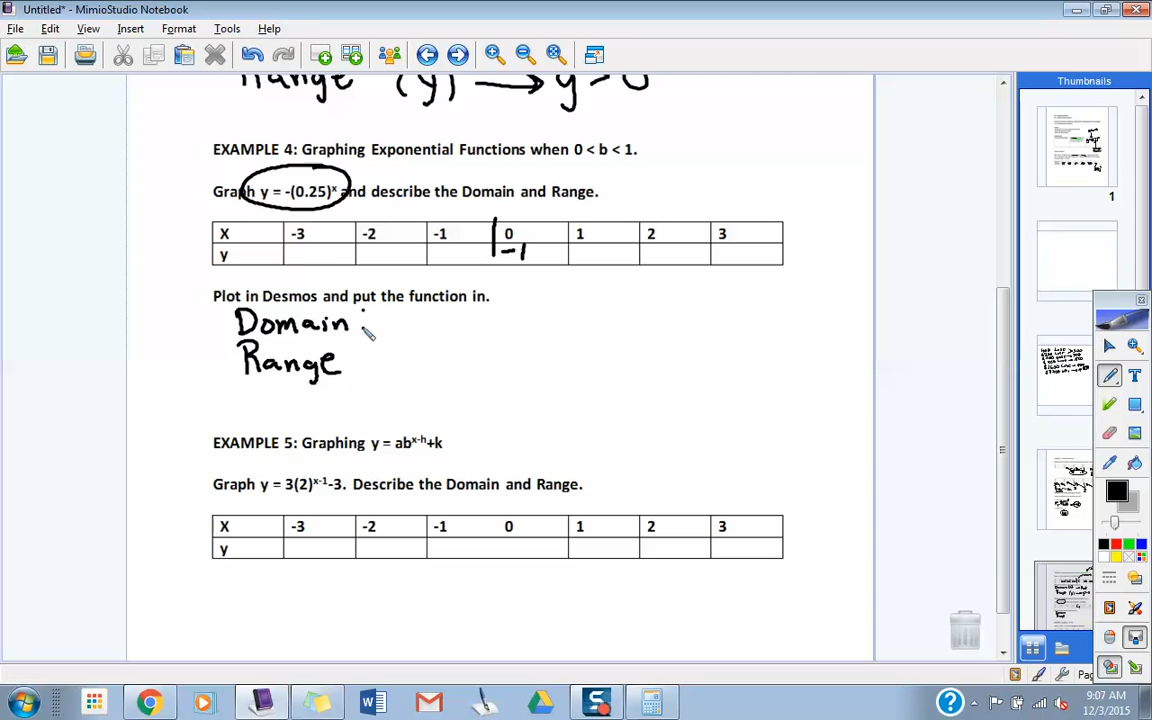 Untitled* - MimioStudio Notebook
File Edit View Insert Format Tools Help
Range (y) → y > 0
EXAMPLE 4: Graphing Exponential Functions when 0 < b < 1.
Graph y = -(0.25)ˣ and describe the Domain and Range.
X -3 -2 -1 0 1 2 3
y -1
Plot in Desmos and put the function in.
Domain :
Range
EXAMPLE 5: Graphing y = abˣ⁻ʰ+k
Graph y = 3(2)ˣ⁻¹-3. Describe the Domain and Range.
X -3 -2 -1 0 1 2 3
y
Thumbnails
1
Pag
9:07 AM
12/3/2015